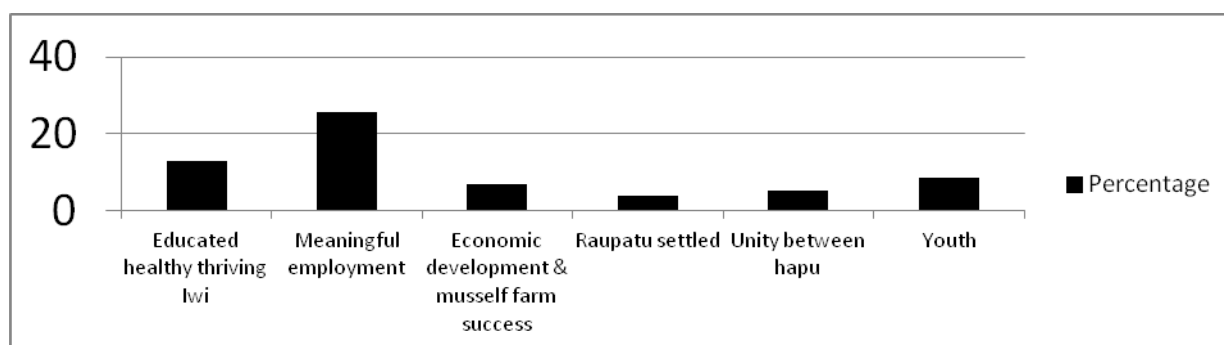 40
20
0
Educated
healthy thriving
Iwi
Meaningful
employment
Economic
development &
musself farm
success
Raupatu settled
Unity between
hapu
Youth
Percentage